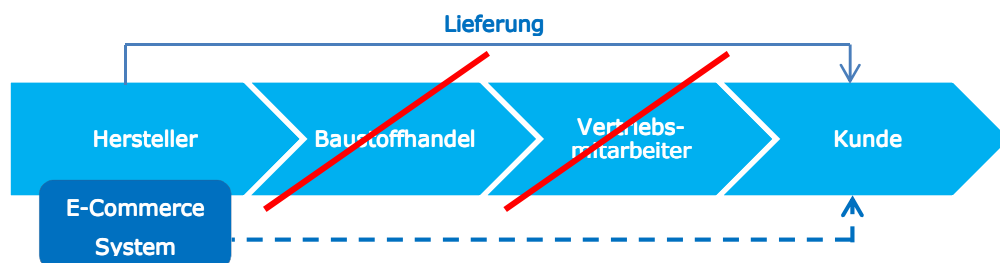 Lieferung
Hersteller
Baustoffhandel
Vertriebs-
mitarbeiter
Kunde
E-Commerce
System